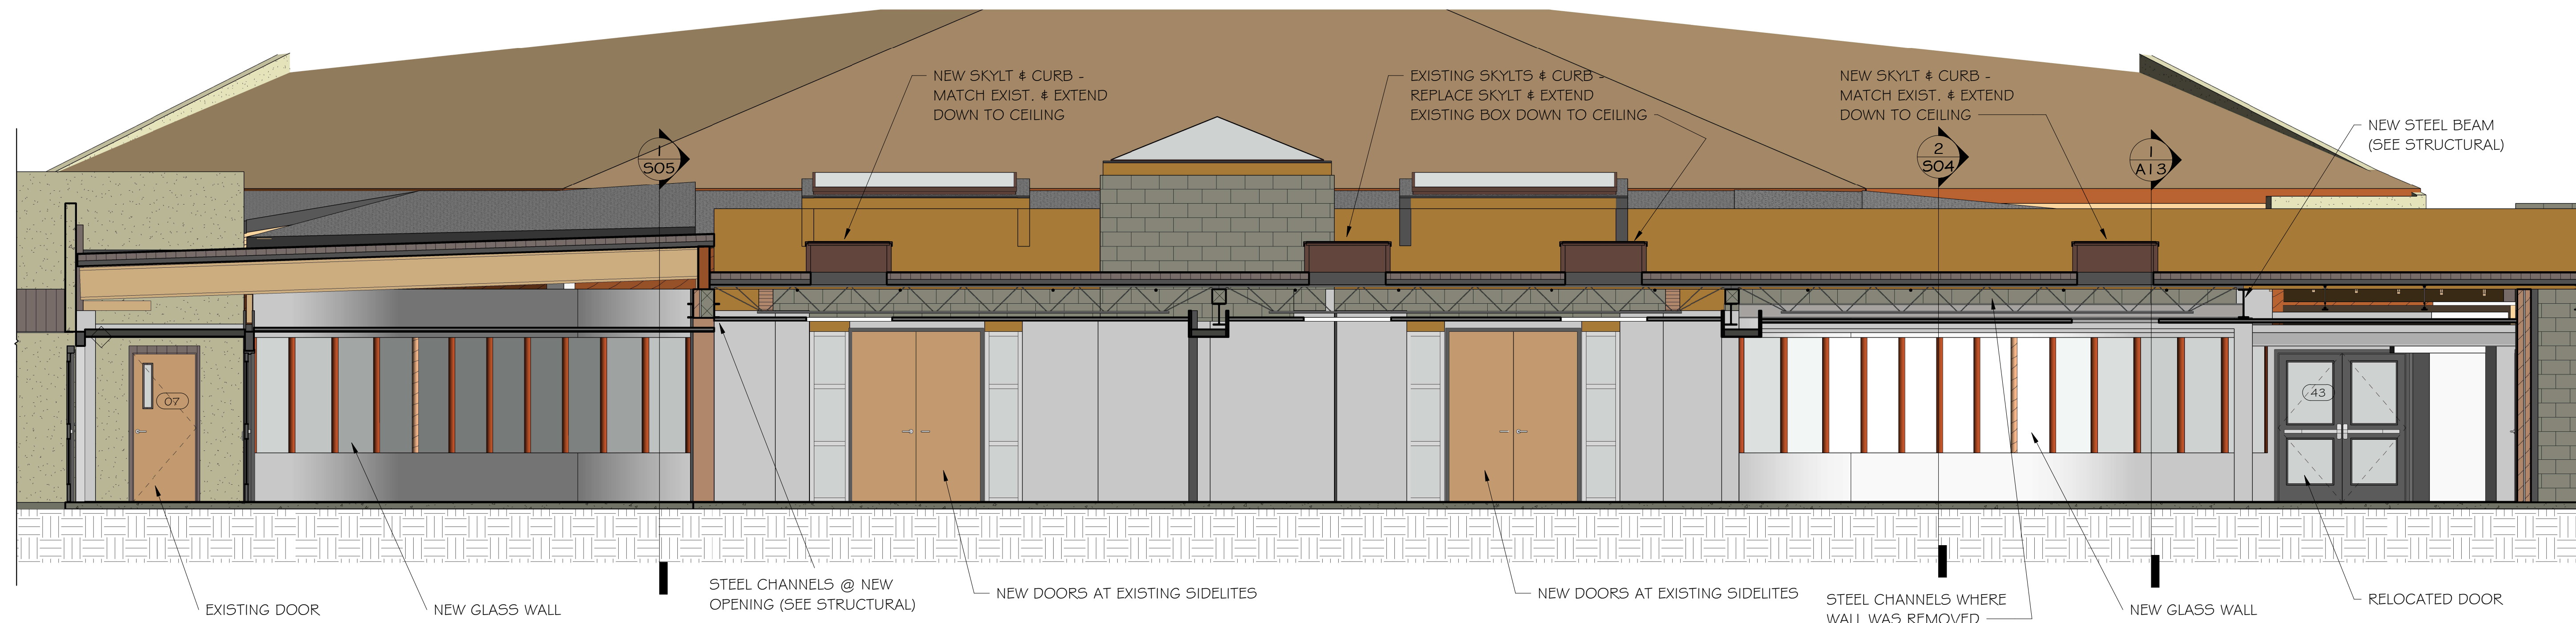 NEW SKYLT & CURB -
MATCH EXIST. & EXTEND
DOWN TO CEILING
EXISTING SKYLTS & CURB -
REPLACE SKYLT & EXTEND
EXISTING BOX DOWN TO CEILING
NEW SKYLT & CURB -
MATCH EXIST. & EXTEND
DOWN TO CEILING
NEW STEEL BEAM
(SEE STRUCTURAL)
1
S05
2
S04
1
A13
07
43
EXISTING DOOR
NEW GLASS WALL
STEEL CHANNELS @ NEW
OPENING (SEE STRUCTURAL)
NEW DOORS AT EXISTING SIDELITES
NEW DOORS AT EXISTING SIDELITES
STEEL CHANNELS WHERE
WALL WAS REMOVED
NEW GLASS WALL
RELOCATED DOOR